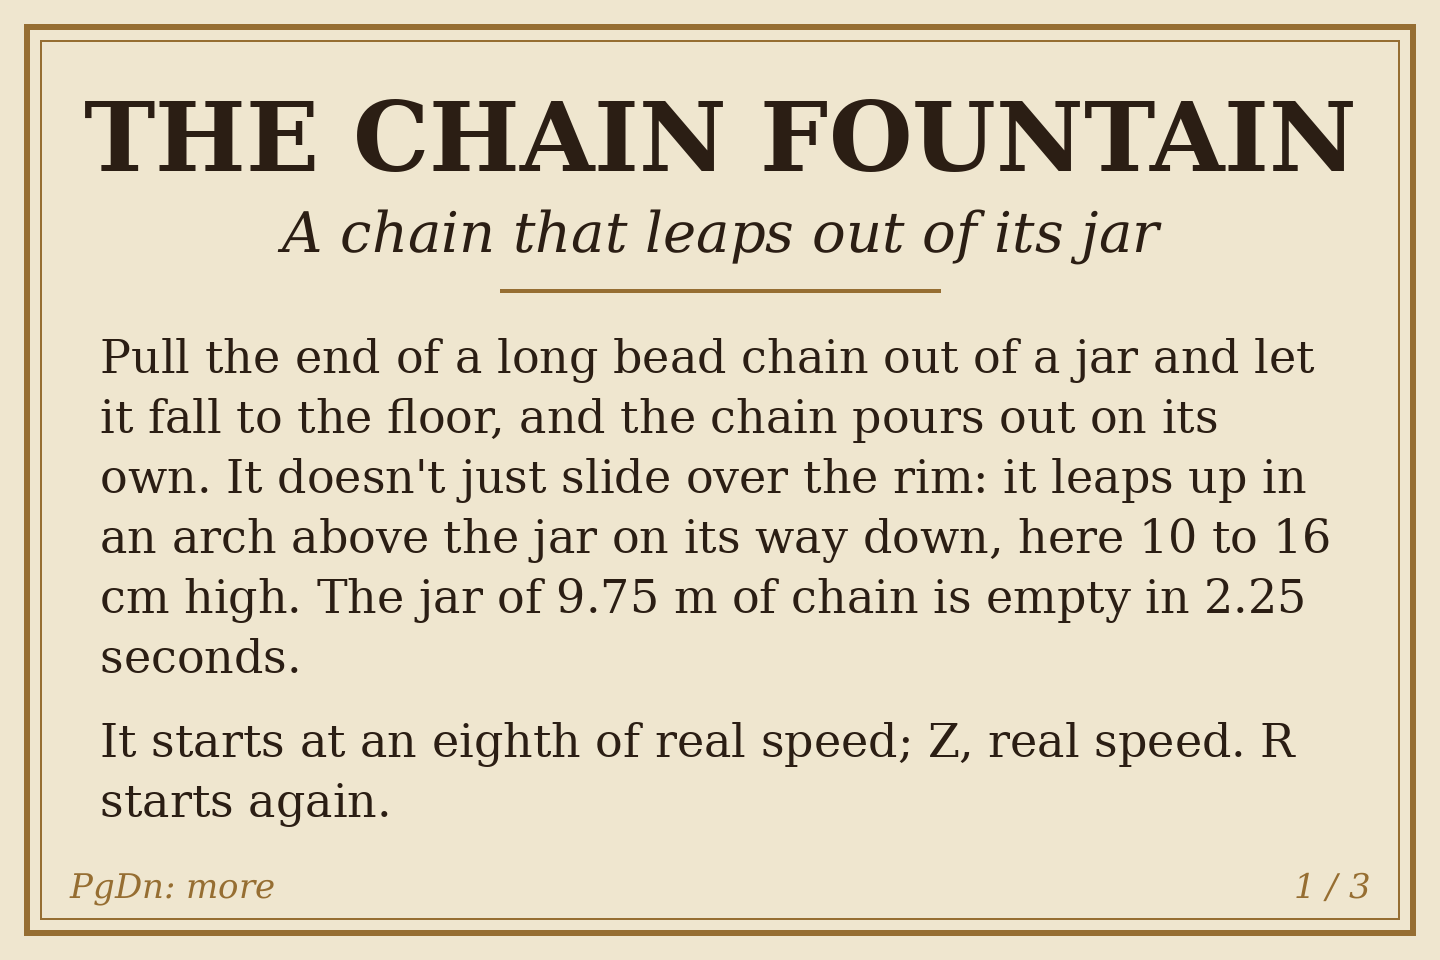 THE CHAIN FOUNTAIN
A chain that leaps out of its jar
Pull the end of a long bead chain out of a jar and let
it fall to the floor, and the chain pours out on its
own. It doesn't just slide over the rim: it leaps up in
an arch above the jar on its way down, here 10 to 16
cm high. The jar of 9.75 m of chain is empty in 2.25
seconds.
It starts at an eighth of real speed; Z, real speed. R
starts again.
PgDn: more
1 / 3